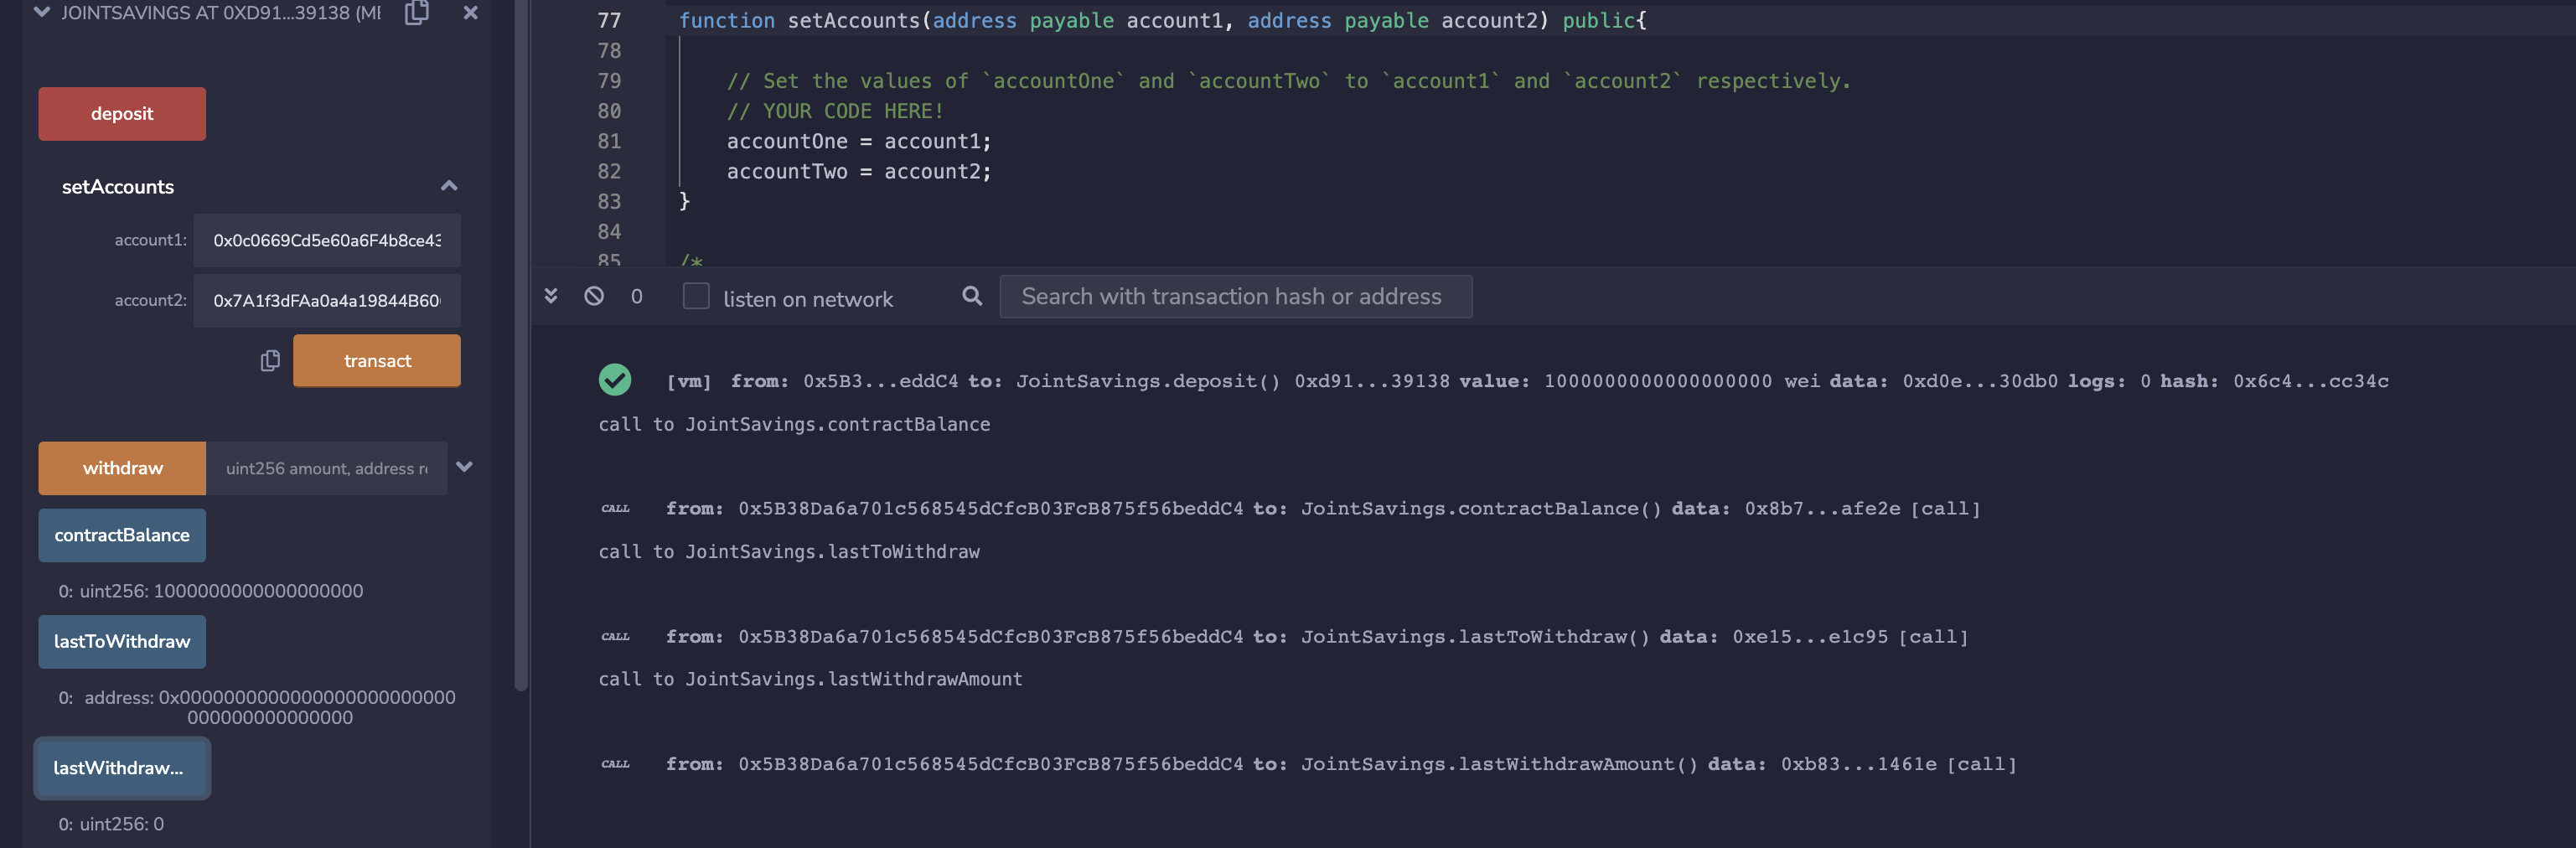 JOINTSAVINGS AT 0XD91...39138 (ME
deposit
setAccounts
account1: 0x0c0669Cd5e60a6F4b8ce43
account2: 0x7A1f3dFAa0a4a19844B60
transact
withdraw uint256 amount, address re
contractBalance
0: uint256: 1000000000000000000
lastToWithdraw
0: address: 0x0000000000000000000000000
000000000000000
lastWithdraw...
0: uint256: 0
77 function setAccounts(address payable account1, address payable account2) public{
78
79 // Set the values of `accountOne` and `accountTwo` to `account1` and `account2` respectively.
80 // YOUR CODE HERE!
81 accountOne = account1;
82 accountTwo = account2;
83 }
84
85 /*
0 listen on network Search with transaction hash or address
[vm] from: 0x5B3...eddC4 to: JointSavings.deposit() 0xd91...39138 value: 1000000000000000000 wei data: 0xd0e...30db0 logs: 0 hash: 0x6c4...cc34c
call to JointSavings.contractBalance
CALL from: 0x5B38Da6a701c568545dCfcB03FcB875f56beddC4 to: JointSavings.contractBalance() data: 0x8b7...afe2e [call]
call to JointSavings.lastToWithdraw
CALL from: 0x5B38Da6a701c568545dCfcB03FcB875f56beddC4 to: JointSavings.lastToWithdraw() data: 0xe15...e1c95 [call]
call to JointSavings.lastWithdrawAmount
CALL from: 0x5B38Da6a701c568545dCfcB03FcB875f56beddC4 to: JointSavings.lastWithdrawAmount() data: 0xb83...1461e [call]